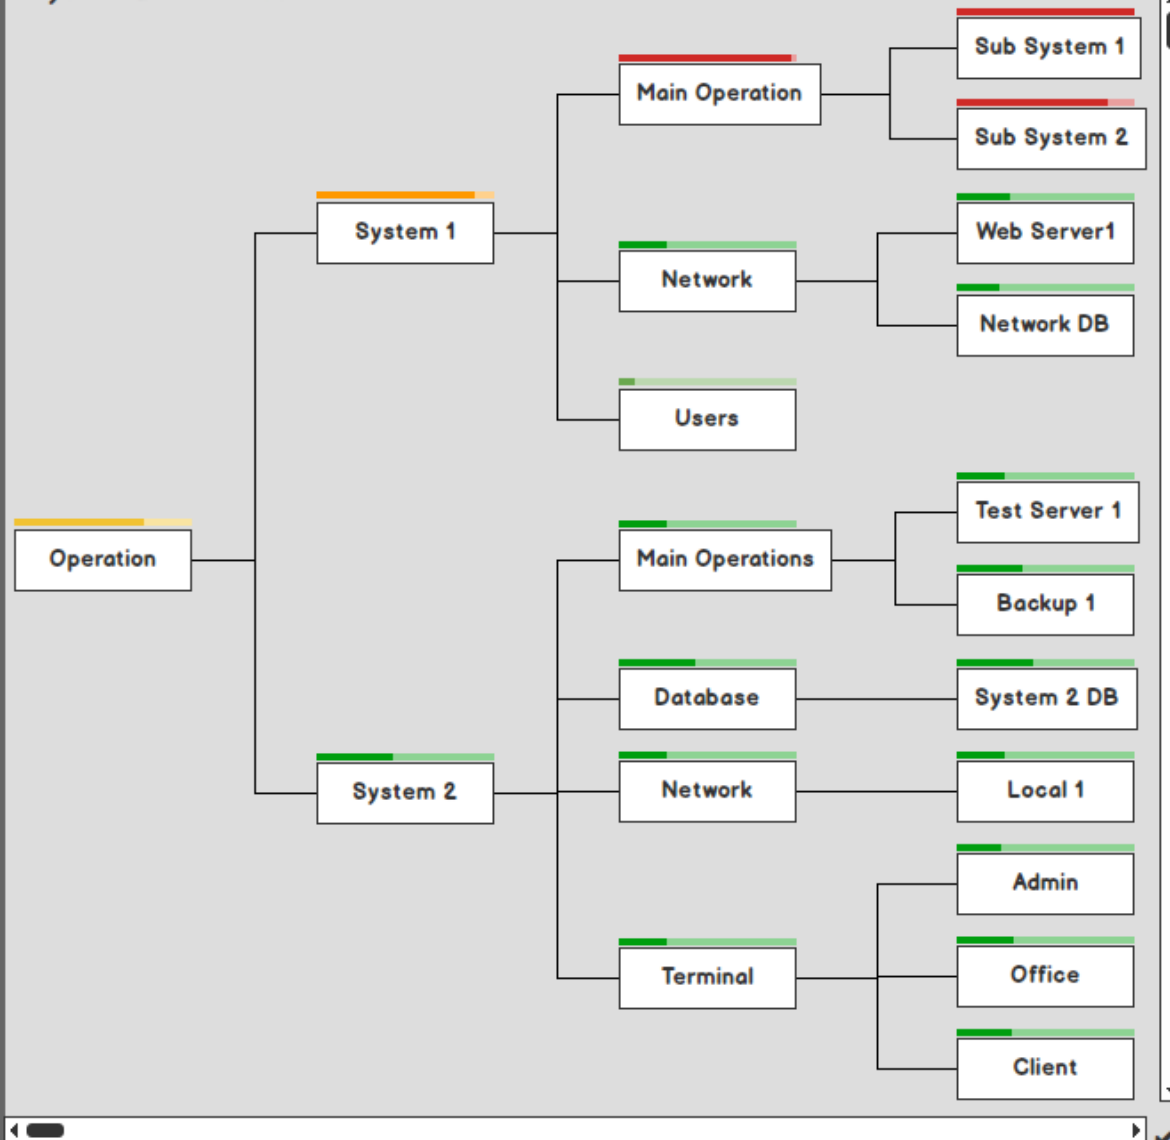 Sub System 1
Main Operation
Sub System 2
System 1
Web Server1
Network
Network DB
Users
Test Server 1
Operation
Main Operations
Backup 1
Database
System 2 DB
System 2
Network
Local 1
Admin
Terminal
Office
Client